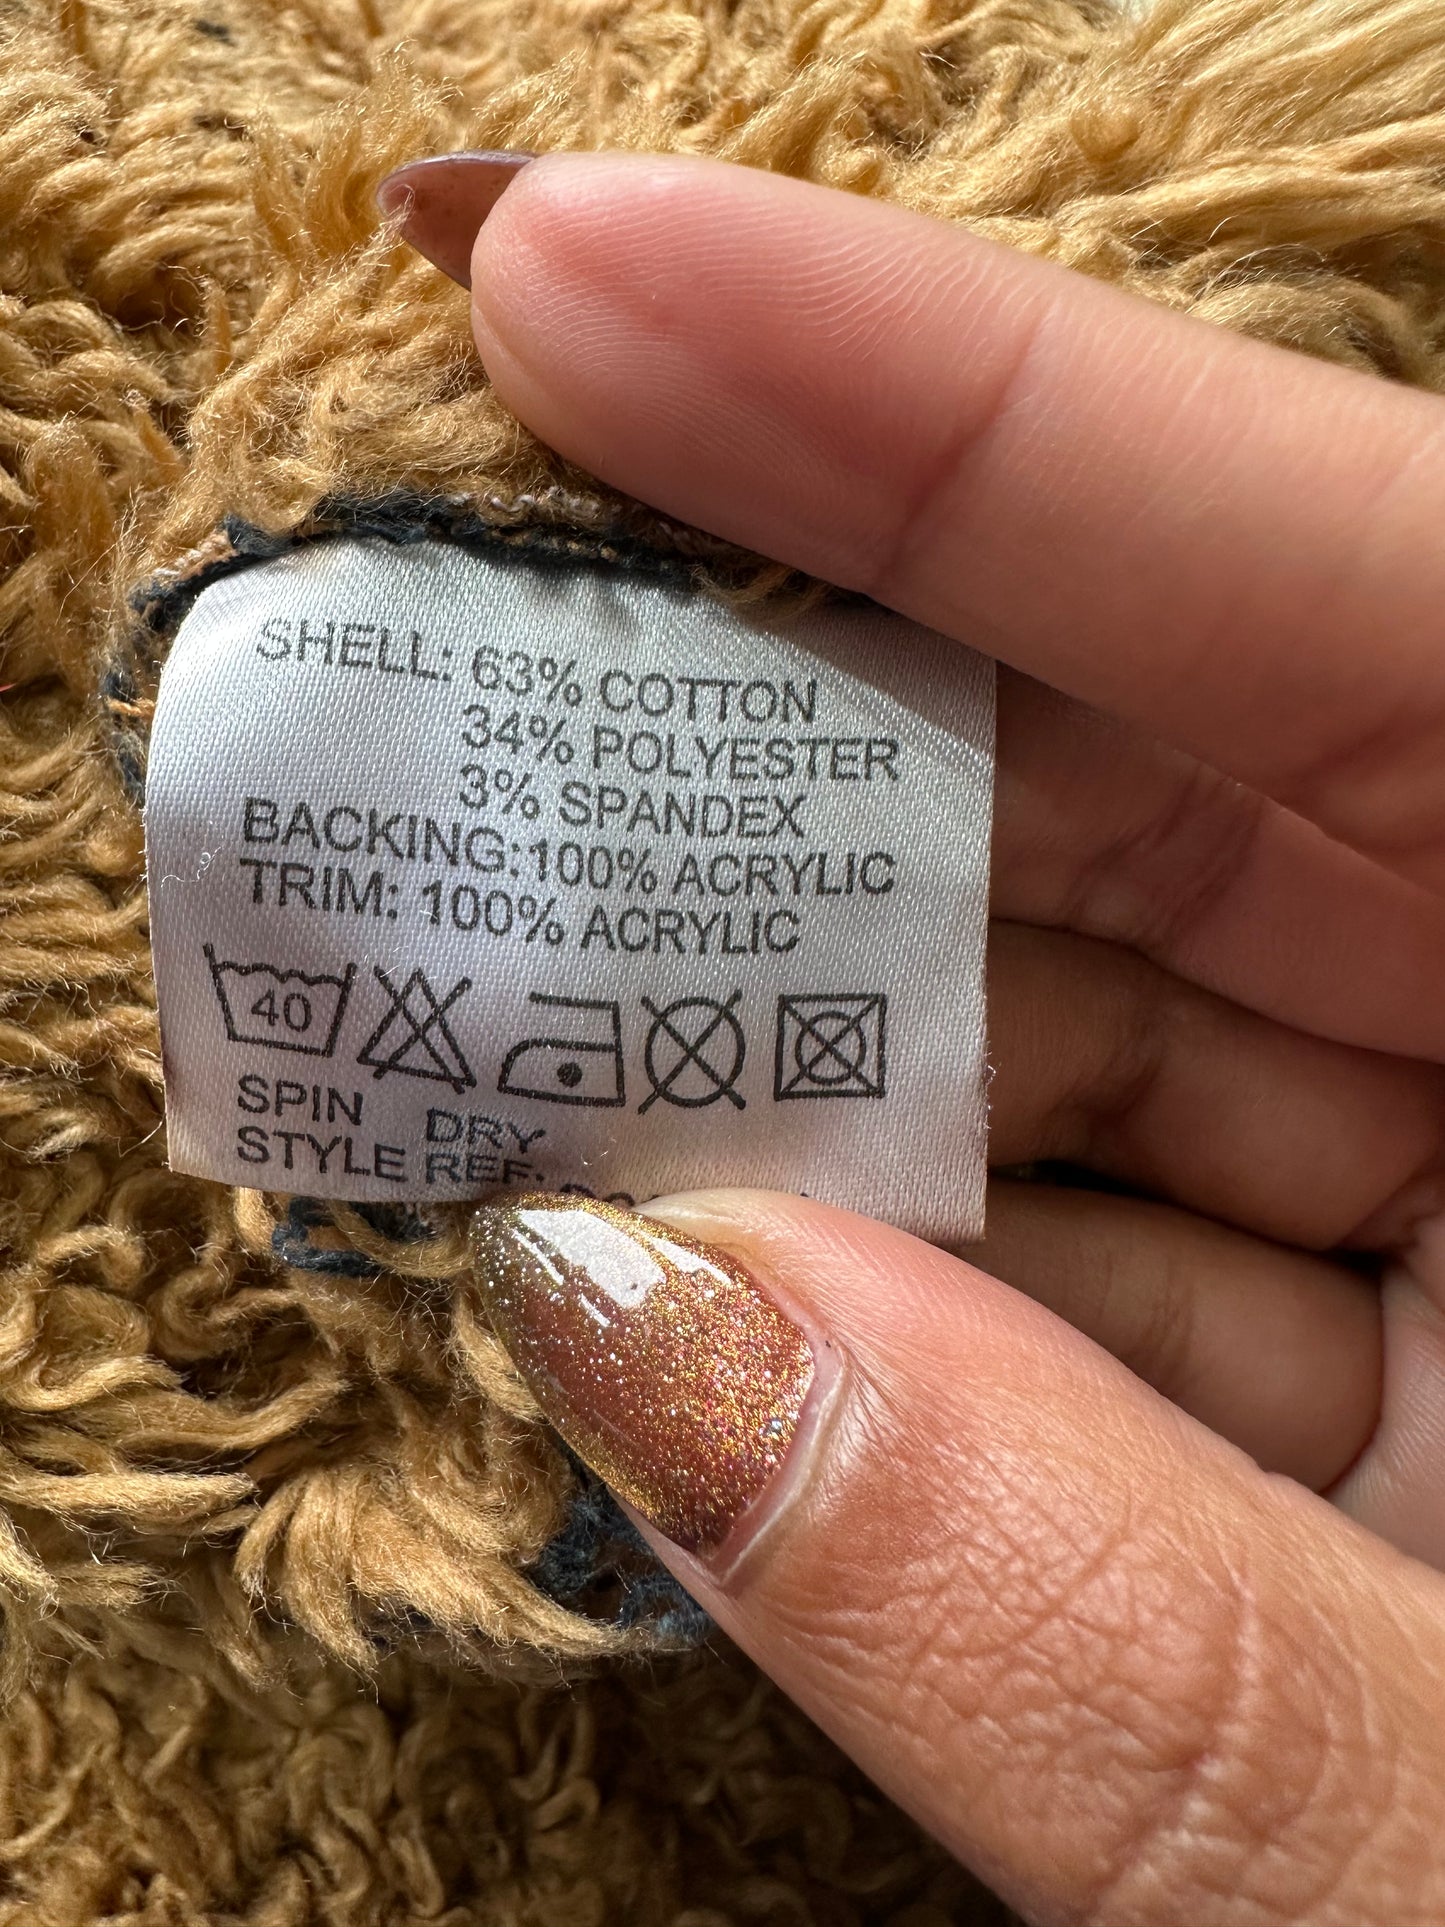 SHELL: 63% COTTON
34% POLYESTER
3% SPANDEX
BACKING:100% ACRYLIC
TRIM: 100% ACRYLIC
40
SPIN DRY
STYLE REF: